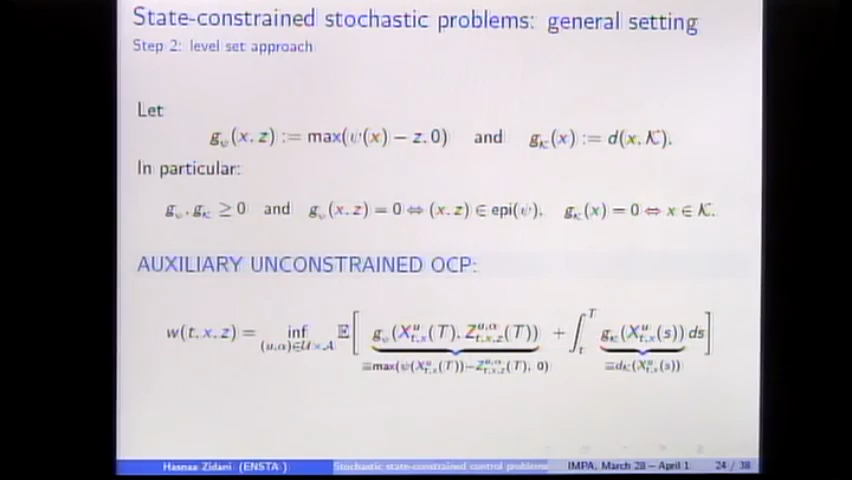 State-constrained stochastic problems: general setting
Step 2: level set approach
Let
g_ψ(x, z) := max(ψ(x) − z, 0) and g_𝒦(x) := d(x, 𝒦).
In particular:
g_ψ, g_𝒦 ≥ 0 and g_ψ(x, z) = 0 ⇔ (x, z) ∈ epi(ψ), g_𝒦(x) = 0 ⇔ x ∈ 𝒦.
AUXILIARY UNCONSTRAINED OCP:
w(t, x, z) = inf_{(u,α)∈𝒰×𝒜} 𝔼[ g_ψ(X^u_{t,x}(T), Z^{u,α}_{t,x,z}(T)) + ∫_t^T g_𝒦(X^u_{t,x}(s)) ds ]
≡max(ψ(X^u_{t,x}(T))−Z^{u,α}_{t,x,z}(T), 0) ≡d_𝒦(X^u_{t,x}(s))
Hasnaa Zidani (ENSTA ) Stochastic state-constrained control problems IMPA, March 28 – April 1 24 / 38